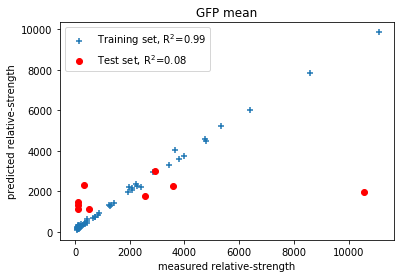 GFP mean
Training set, R²=0.99
Test set, R²=0.08
10000
8000
6000
4000
2000
0
predicted relative-strength
0 2000 4000 6000 8000 10000
measured relative-strength